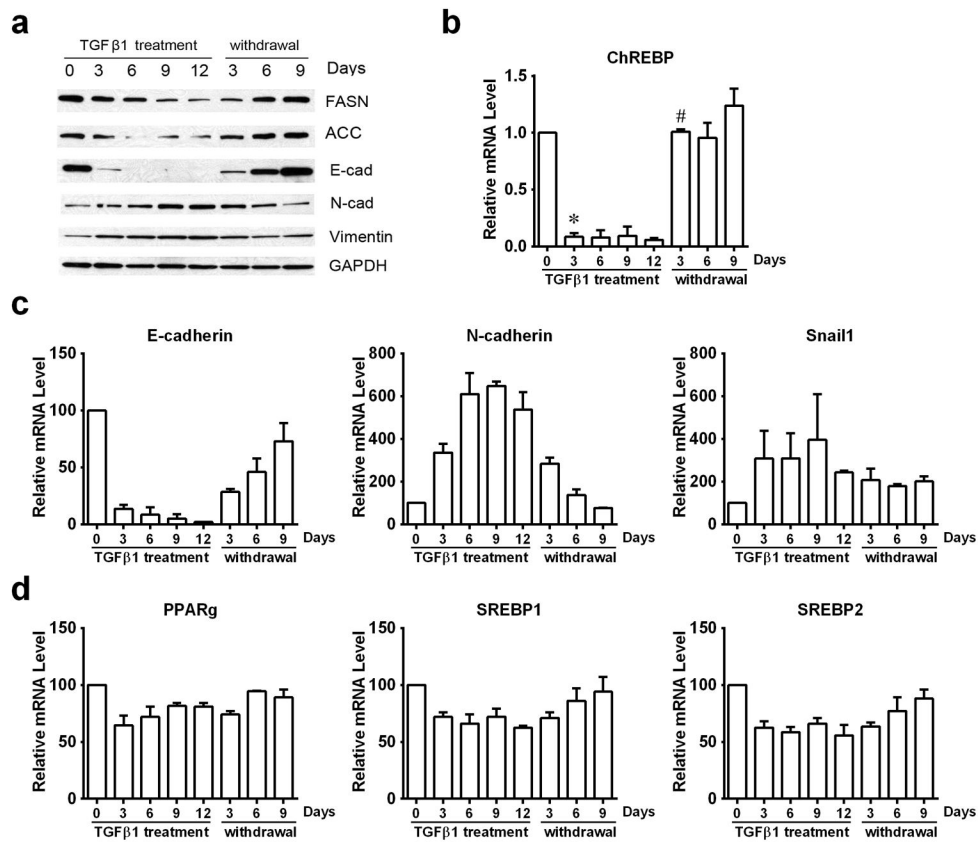 a
TGFβ1 treatment withdrawal
0 3 6 9 12 3 6 9 Days
FASN
ACC
E-cad
N-cad
Vimentin
GAPDH
b
ChREBP
Relative mRNA Level
1.5
1.0
0.5
0.0
*
#
0 3 6 9 12 3 6 9 Days
TGFβ1 treatment withdrawal
c
E-cadherin
Relative mRNA Level
150
100
50
0
0 3 6 9 12 3 6 9 Days
TGFβ1 treatment withdrawal
N-cadherin
Relative mRNA Level
800
600
400
200
0
0 3 6 9 12 3 6 9 Days
TGFβ1 treatment withdrawal
Snail1
Relative mRNA Level
800
600
400
200
0
0 3 6 9 12 3 6 9 Days
TGFβ1 treatment withdrawal
d
PPARg
Relative mRNA Level
150
100
50
0
0 3 6 9 12 3 6 9 Days
TGFβ1 treatment withdrawal
SREBP1
Relative mRNA Level
150
100
50
0
0 3 6 9 12 3 6 9 Days
TGFβ1 treatment withdrawal
SREBP2
Relative mRNA Level
150
100
50
0
0 3 6 9 12 3 6 9 Days
TGFβ1 treatment withdrawal